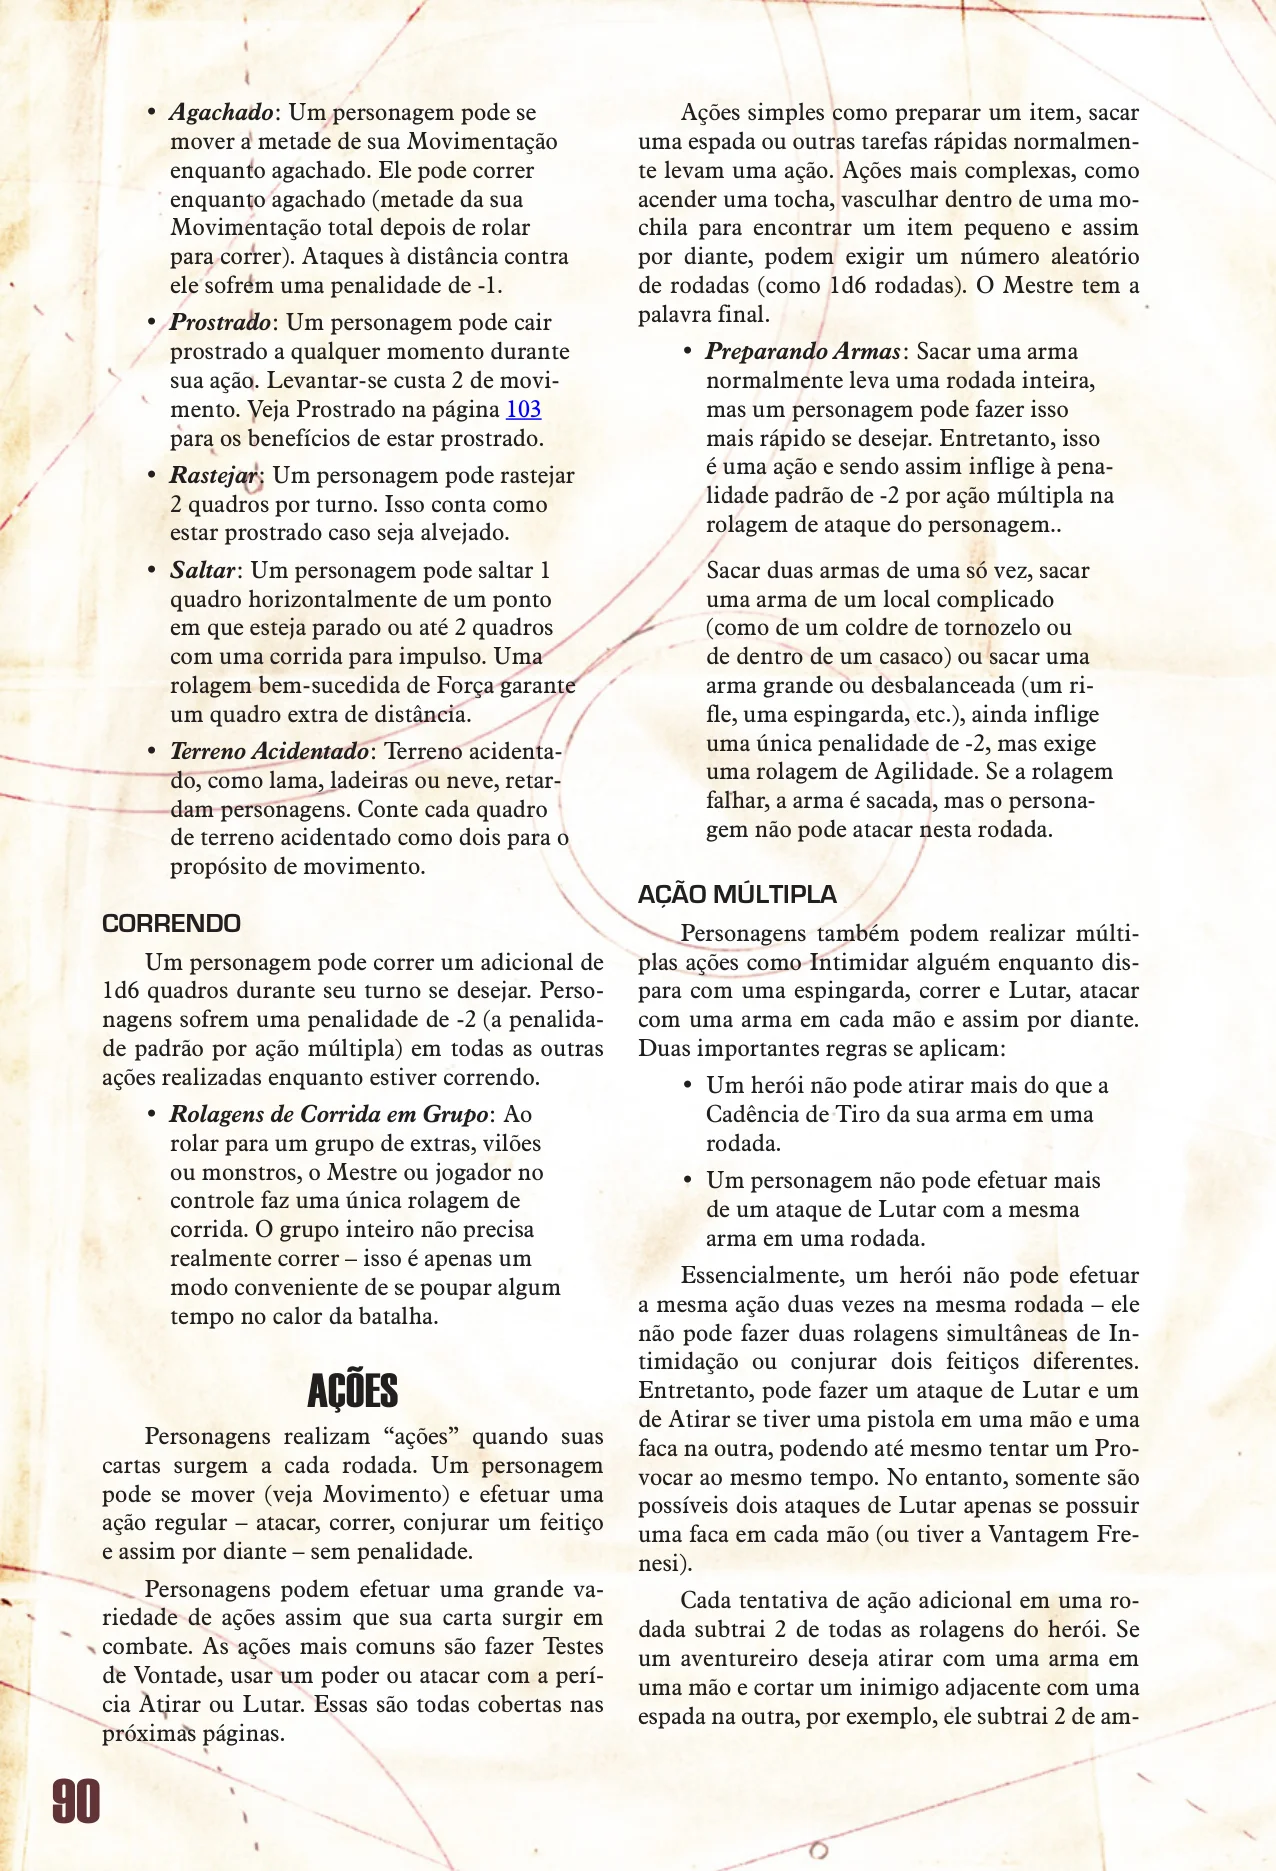 • Agachado: Um personagem pode se
mover a metade de sua Movimentação
enquanto agachado. Ele pode correr
enquanto agachado (metade da sua
Movimentação total depois de rolar
para correr). Ataques à distância contra
ele sofrem uma penalidade de -1.
• Prostrado: Um personagem pode cair
prostrado a qualquer momento durante
sua ação. Levantar-se custa 2 de movi-
mento. Veja Prostrado na página 103
para os benefícios de estar prostrado.
• Rastejar: Um personagem pode rastejar
2 quadros por turno. Isso conta como
estar prostrado caso seja alvejado.
• Saltar: Um personagem pode saltar 1
quadro horizontalmente de um ponto
em que esteja parado ou até 2 quadros
com uma corrida para impulso. Uma
rolagem bem-sucedida de Força garante
um quadro extra de distância.
• Terreno Acidentado: Terreno acidenta-
do, como lama, ladeiras ou neve, retar-
dam personagens. Conte cada quadro
de terreno acidentado como dois para o
propósito de movimento.
CORRENDO
Um personagem pode correr um adicional de
1d6 quadros durante seu turno se desejar. Perso-
nagens sofrem uma penalidade de -2 (a penalida-
de padrão por ação múltipla) em todas as outras
ações realizadas enquanto estiver correndo.
• Rolagens de Corrida em Grupo: Ao
rolar para um grupo de extras, vilões
ou monstros, o Mestre ou jogador no
controle faz uma única rolagem de
corrida. O grupo inteiro não precisa
realmente correr – isso é apenas um
modo conveniente de se poupar algum
tempo no calor da batalha.
AÇÕES
Personagens realizam “ações” quando suas
cartas surgem a cada rodada. Um personagem
pode se mover (veja Movimento) e efetuar uma
ação regular – atacar, correr, conjurar um feitiço
e assim por diante – sem penalidade.
Personagens podem efetuar uma grande va-
riedade de ações assim que sua carta surgir em
combate. As ações mais comuns são fazer Testes
de Vontade, usar um poder ou atacar com a perí-
cia Atirar ou Lutar. Essas são todas cobertas nas
próximas páginas.
Ações simples como preparar um item, sacar
uma espada ou outras tarefas rápidas normalmen-
te levam uma ação. Ações mais complexas, como
acender uma tocha, vasculhar dentro de uma mo-
chila para encontrar um item pequeno e assim
por diante, podem exigir um número aleatório
de rodadas (como 1d6 rodadas). O Mestre tem a
palavra final.
• Preparando Armas: Sacar uma arma
normalmente leva uma rodada inteira,
mas um personagem pode fazer isso
mais rápido se desejar. Entretanto, isso
é uma ação e sendo assim inflige à pena-
lidade padrão de -2 por ação múltipla na
rolagem de ataque do personagem..
Sacar duas armas de uma só vez, sacar
uma arma de um local complicado
(como de um coldre de tornozelo ou
de dentro de um casaco) ou sacar uma
arma grande ou desbalanceada (um ri-
fle, uma espingarda, etc.), ainda inflige
uma única penalidade de -2, mas exige
uma rolagem de Agilidade. Se a rolagem
falhar, a arma é sacada, mas o persona-
gem não pode atacar nesta rodada.
AÇÃO MÚLTIPLA
Personagens também podem realizar múlti-
plas ações como Intimidar alguém enquanto dis-
para com uma espingarda, correr e Lutar, atacar
com uma arma em cada mão e assim por diante.
Duas importantes regras se aplicam:
• Um herói não pode atirar mais do que a
Cadência de Tiro da sua arma em uma
rodada.
• Um personagem não pode efetuar mais
de um ataque de Lutar com a mesma
arma em uma rodada.
Essencialmente, um herói não pode efetuar
a mesma ação duas vezes na mesma rodada – ele
não pode fazer duas rolagens simultâneas de In-
timidação ou conjurar dois feitiços diferentes.
Entretanto, pode fazer um ataque de Lutar e um
de Atirar se tiver uma pistola em uma mão e uma
faca na outra, podendo até mesmo tentar um Pro-
vocar ao mesmo tempo. No entanto, somente são
possíveis dois ataques de Lutar apenas se possuir
uma faca em cada mão (ou tiver a Vantagem Fre-
nesi).
Cada tentativa de ação adicional em uma ro-
dada subtrai 2 de todas as rolagens do herói. Se
um aventureiro deseja atirar com uma arma em
uma mão e cortar um inimigo adjacente com uma
espada na outra, por exemplo, ele subtrai 2 de am-
90